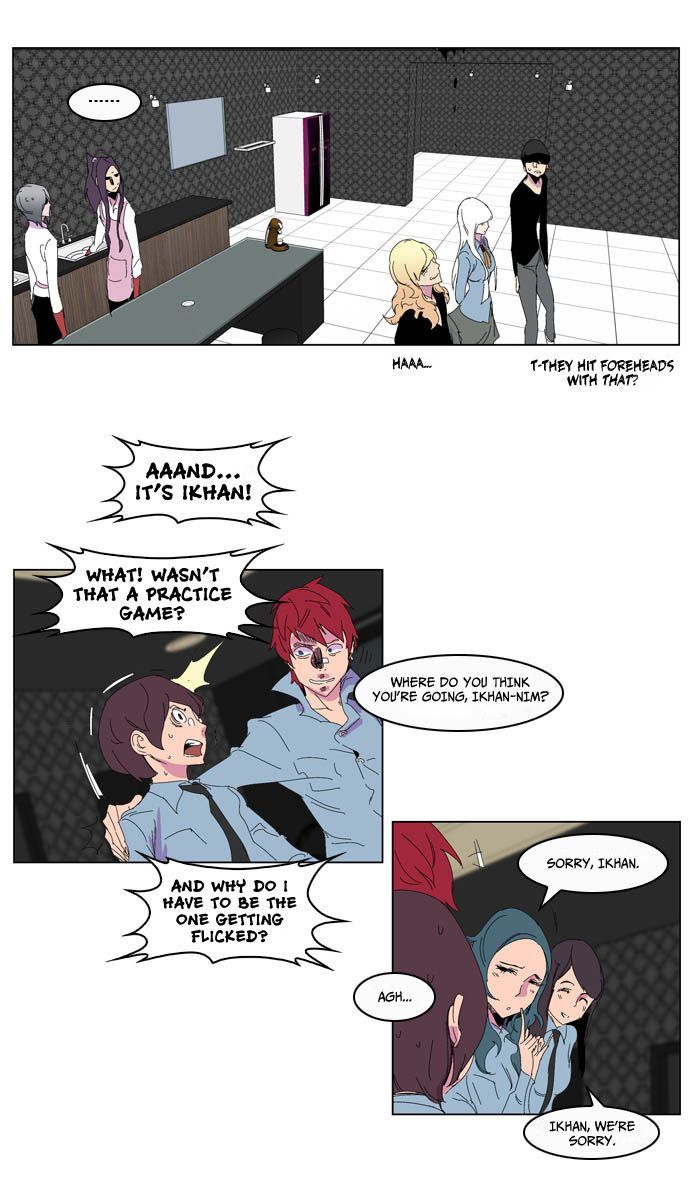 ......
HAAA...
T-THEY HIT FOREHEADS
WITH THAT?
AAAND...
IT'S IKHAN!
WHAT! WASN'T
THAT A PRACTICE
GAME?
WHERE DO YOU THINK
YOU'RE GOING, IKHAN-NIM?
AND WHY DO I
HAVE TO BE THE
ONE GETTING
FLICKED?
SORRY, IKHAN.
AGH...
IKHAN, WE'RE
SORRY.